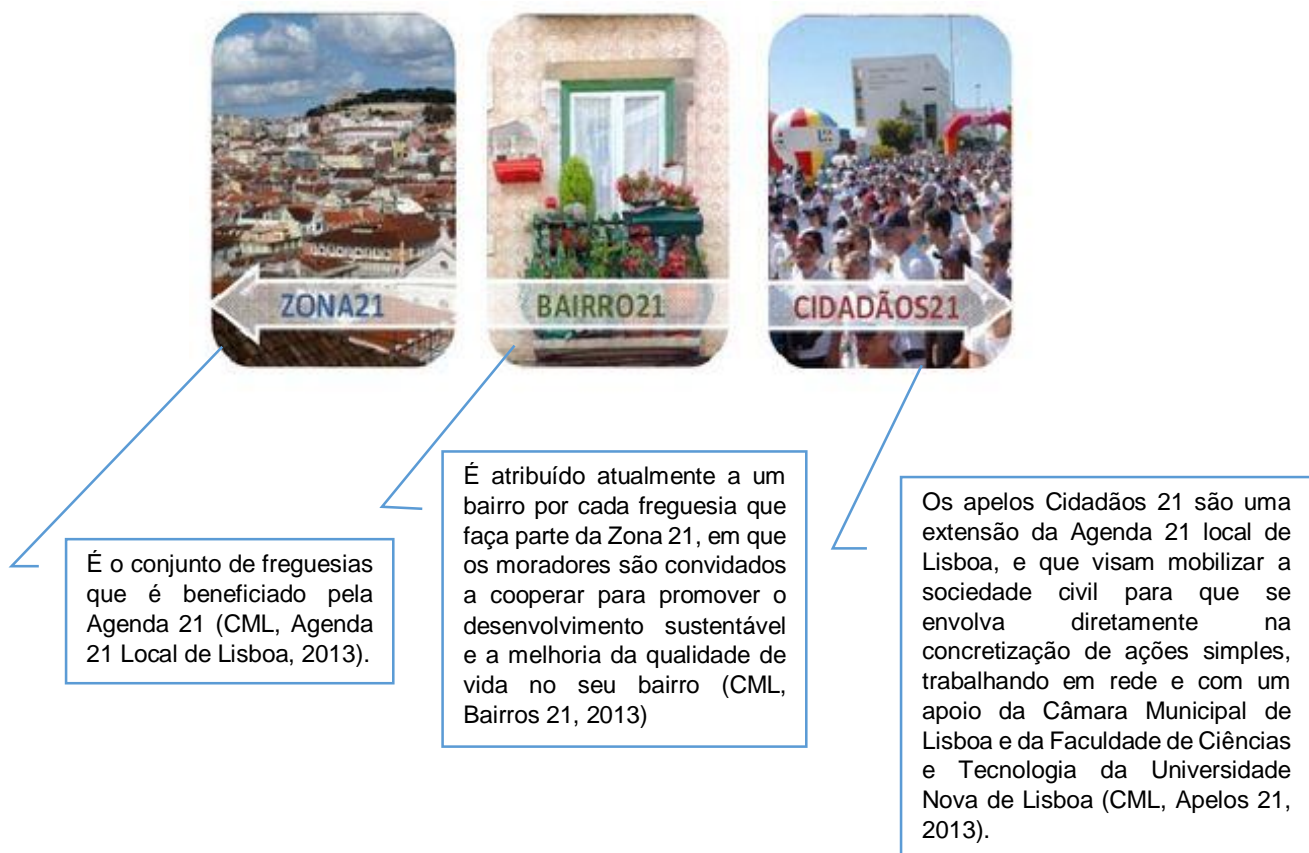 ZONA21
BAIRRO21
CIDADÃOS21
É o conjunto de freguesias
que é beneficiado pela
Agenda 21 (CML, Agenda
21 Local de Lisboa, 2013).
É atribuído atualmente a um
bairro por cada freguesia que
faça parte da Zona 21, em que
os moradores são convidados
a cooperar para promover o
desenvolvimento sustentável
e a melhoria da qualidade de
vida no seu bairro (CML,
Bairros 21, 2013)
Os apelos Cidadãos 21 são uma
extensão da Agenda 21 local de
Lisboa, e que visam mobilizar a
sociedade civil para que se
envolva diretamente na
concretização de ações simples,
trabalhando em rede e com um
apoio da Câmara Municipal de
Lisboa e da Faculdade de Ciências
e Tecnologia da Universidade
Nova de Lisboa (CML, Apelos 21,
2013).